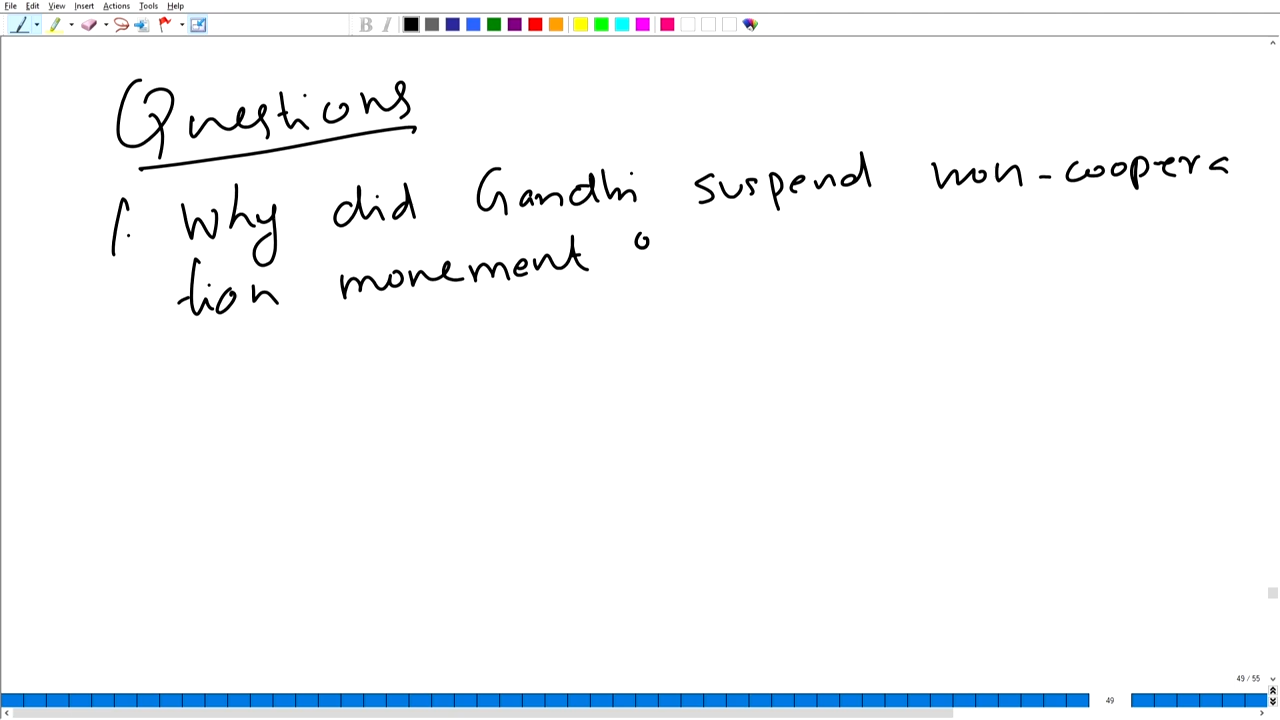 File Edit View Insert Actions Tools Help
B I
Questions
1. Why did Gandhi suspend non-coopera
tion movement
49 / 55
49